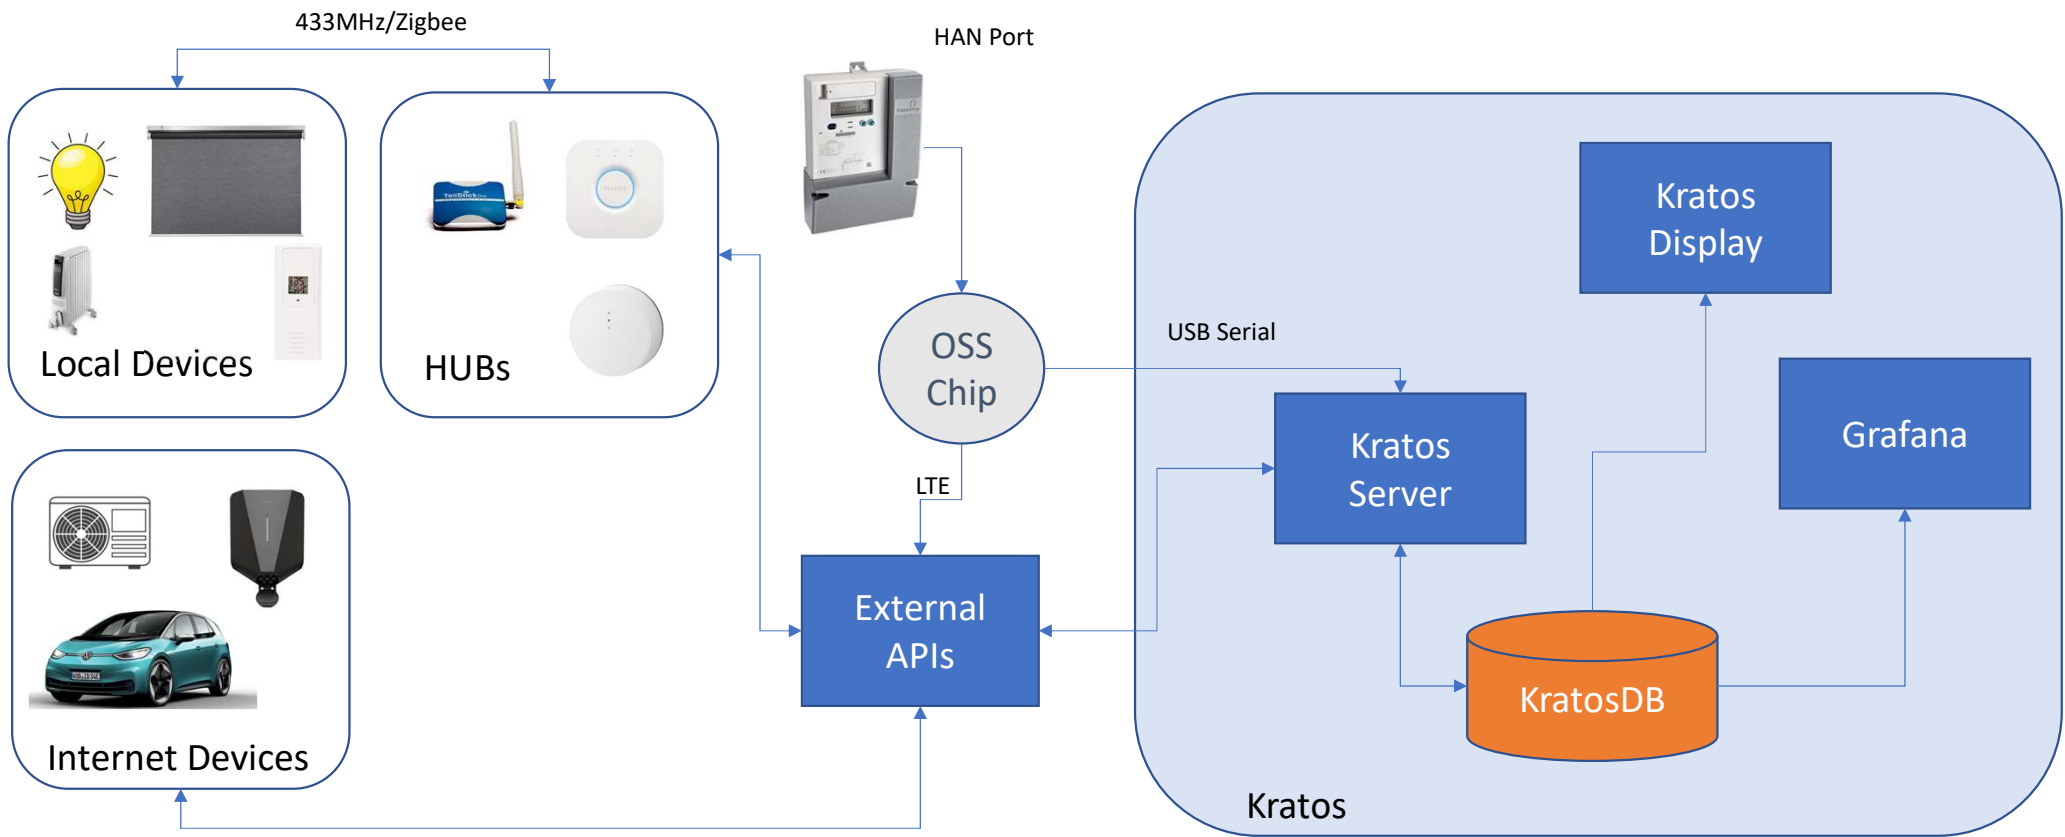 433MHz/Zigbee
HAN Port
TellStick
Local Devices
HUBs
OSS
Chip
USB Serial
LTE
Kratos
Display
Grafana
Kratos
Server
External
APIs
KratosDB
Internet Devices
Kratos